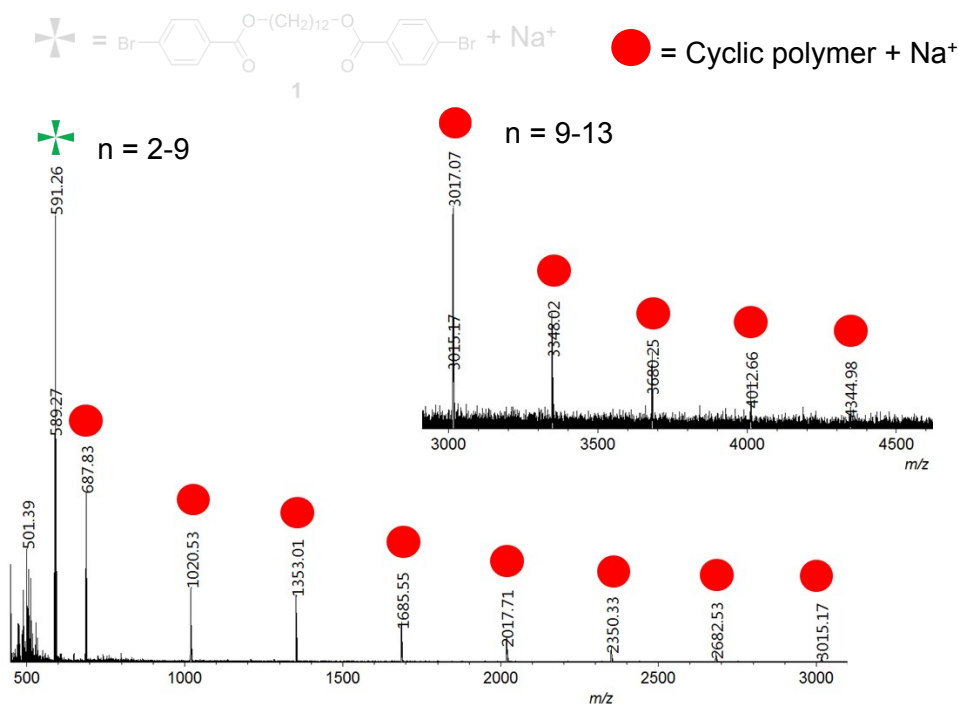 = Br O (CH2)12 O Br + Na+
O O
1
= Cyclic polymer + Na+
n = 2-9
n = 9-13
591.26
589.27
501.39
687.83
1020.53
1353.01
1685.55
2017.71
2350.33
2682.53
3015.17
500 1000 1500 2000 2500 3000
m/z
3017.07
3015.17
3348.02
3680.25
4012.66
4344.98
3000 3500 4000 4500
m/z